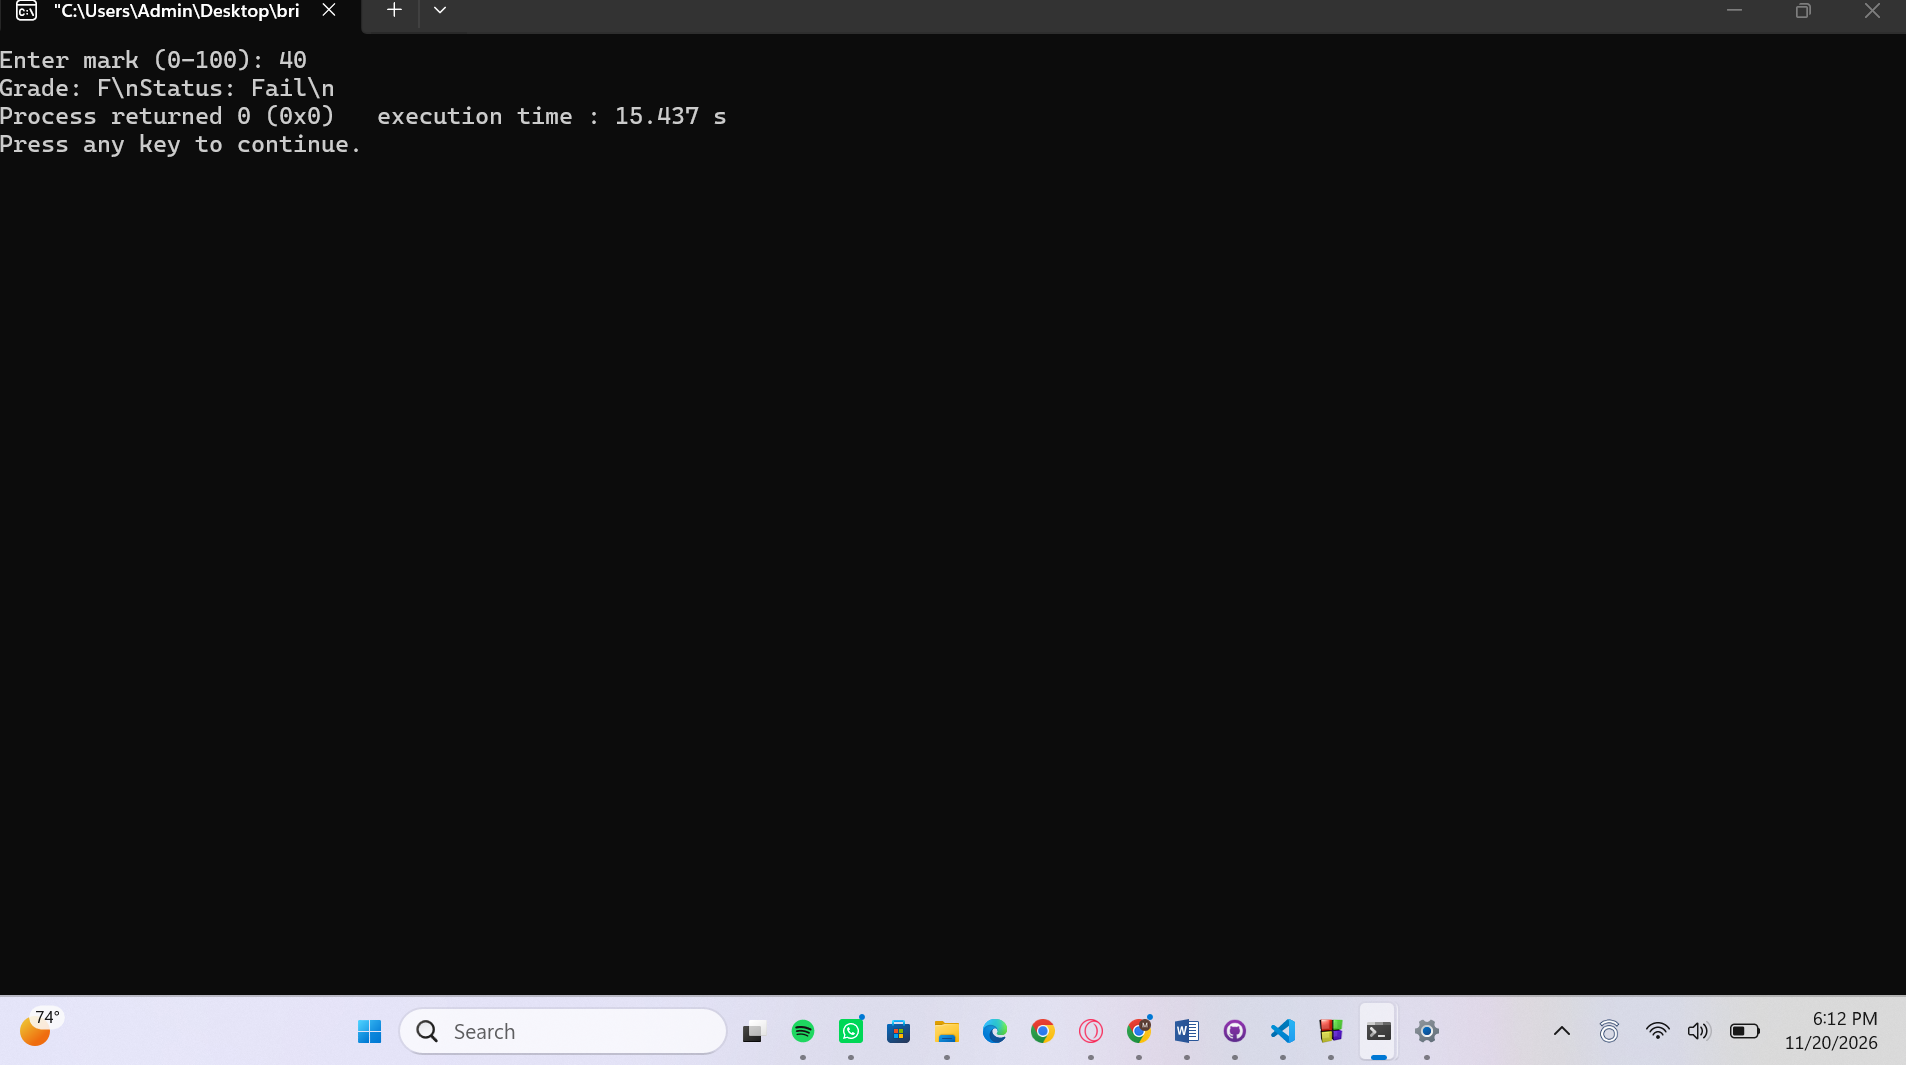 "C:\Users\Admin\Desktop\bri
Enter mark (0-100): 40
Grade: F\nStatus: Fail\n
Process returned 0 (0x0)   execution time : 15.437 s
Press any key to continue.
74°
Search
6:12 PM
11/20/2026